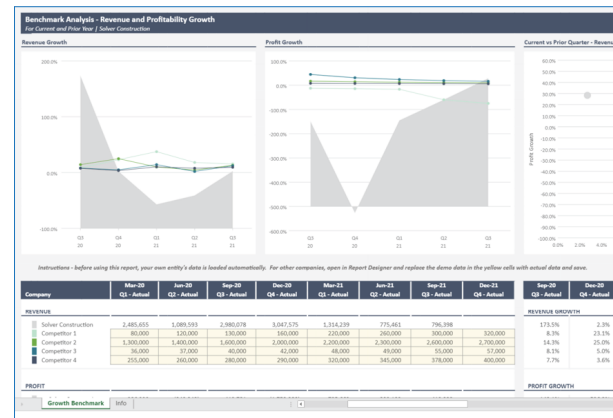 Benchmark Analysis - Revenue and Profitability Growth
For Current and Prior Year | Solver Construction
Revenue Growth
Profit Growth
Current vs Prior Quarter - Revenu
200.0%
100.0%
0.0%
-100.0%
Q3 Q4 Q1 Q2 Q3
20 20 21 21 21
100.0%
0.0%
-100.0%
-200.0%
-300.0%
-400.0%
-500.0%
-600.0%
Q3 Q4 Q1 Q2 Q3
20 20 21 21 21
Profit Growth
60.0%
50.0%
40.0%
30.0%
20.0%
10.0%
0.0%
-10.0%
-20.0%
-30.0%
-40.0%
-50.0%
-60.0%
-70.0%
-80.0%
-90.0%
-100.0%
0.0% 2.0% 4.0%
Instructions - before using this report, your own entity's data is loaded automatically. For other companies, open in Report Designer and replace the demo data in the yellow cells with actual data and save.
Mar-20 Jun-20 Sep-20 Dec-20 Mar-21 Jun-21 Sep-21 Dec-21 Sep-20 Dec-20
Company Q1 - Actual Q2 - Actual Q3 - Actual Q4 - Actual Q1 - Actual Q2 - Actual Q3 - Actual Q4 - Actual Q3 - Actual Q4 - Actual
REVENUE REVENUE GROWTH
Solver Construction 2,485,655 1,089,593 2,980,078 3,047,575 1,314,239 775,461 796,398 173.5% 2.3%
Competitor 1 80,000 120,000 130,000 160,000 220,000 260,000 300,000 320,000 8.3% 23.1%
Competitor 2 1,300,000 1,400,000 1,600,000 2,000,000 2,200,000 2,300,000 2,600,000 2,700,000 14.3% 25.0%
Competitor 3 36,000 37,000 40,000 42,000 48,000 49,000 55,000 57,000 8.1% 5.0%
Competitor 4 255,000 260,000 280,000 290,000 320,000 345,000 378,000 400,000 7.7% 3.6%
PROFIT PROFIT GROWTH
Growth Benchmark Info